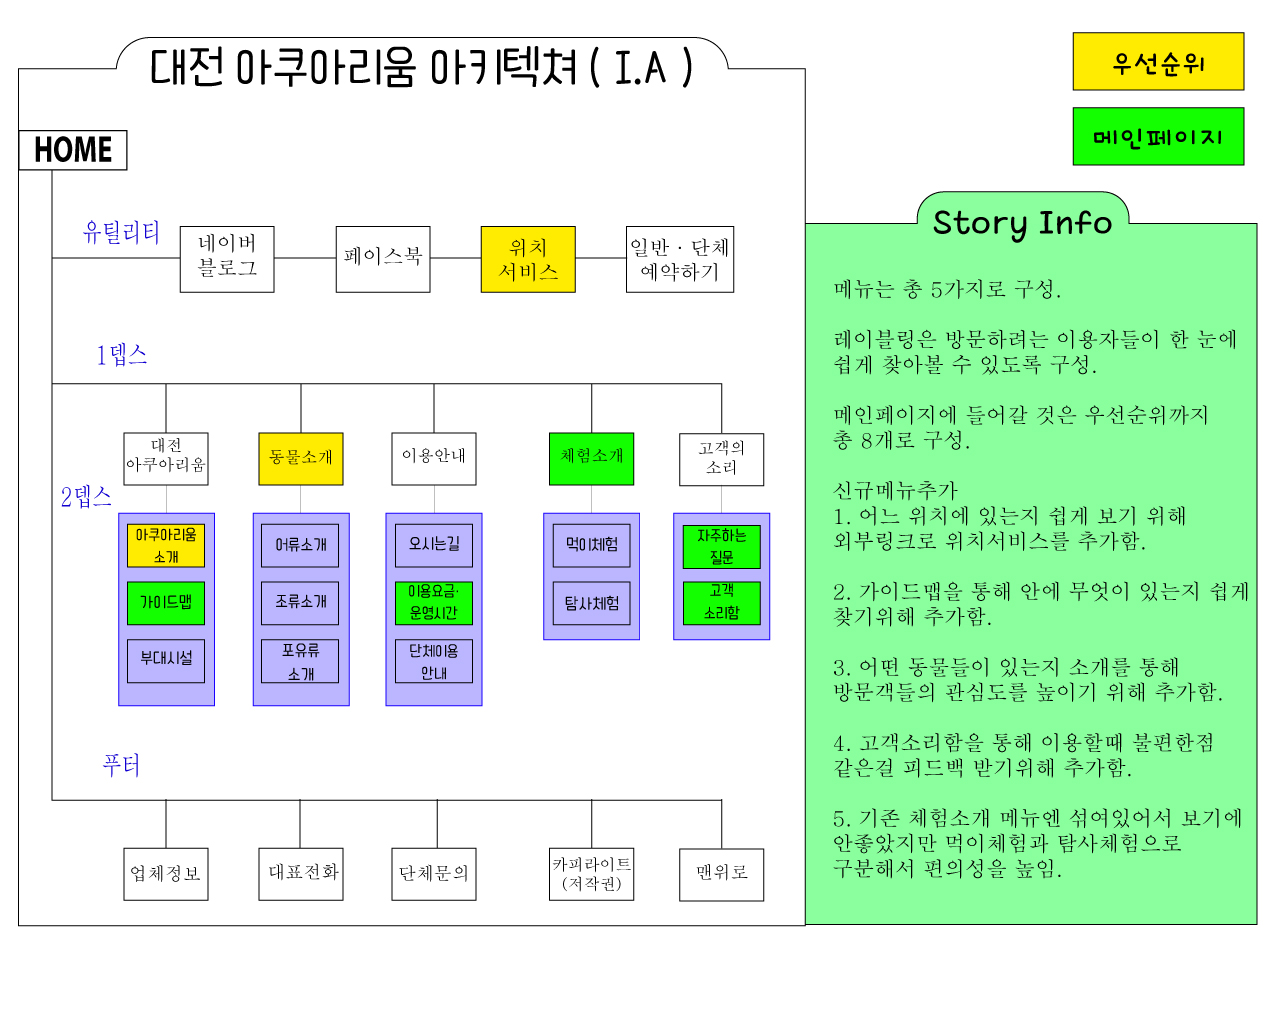 대전 아쿠아리움 아키텍쳐 ( I.A )
우선순위
메인페이지
HOME
유틸리티
네이버
블로그
페이스북
위치
서비스
일반 · 단체
예약하기
1뎁스
대전
아쿠아리움
동물소개
이용안내
체험소개
고객의
소리
2뎁스
아쿠아리움
소개
가이드맵
부대시설
어류소개
조류소개
포유류
소개
오시는길
이용요금·
운영시간
단체이용
안내
먹이체험
탐사체험
자주하는
질문
고객
소리함
푸터
업체정보
대표전화
단체문의
카피라이트
(저작권)
맨위로
Story Info
메뉴는 총 5가지로 구성.
레이블링은 방문하려는 이용자들이 한 눈에
쉽게 찾아볼 수 있도록 구성.
메인페이지에 들어갈 것은 우선순위까지
총 8개로 구성.
신규메뉴추가
1. 어느 위치에 있는지 쉽게 보기 위해
외부링크로 위치서비스를 추가함.
2. 가이드맵을 통해 안에 무엇이 있는지 쉽게
찾기위해 추가함.
3. 어떤 동물들이 있는지 소개를 통해
방문객들의 관심도를 높이기 위해 추가함.
4. 고객소리함을 통해 이용할때 불편한점
같은걸 피드백 받기위해 추가함.
5. 기존 체험소개 메뉴엔 섞여있어서 보기에
안좋았지만 먹이체험과 탐사체험으로
구분해서 편의성을 높임.